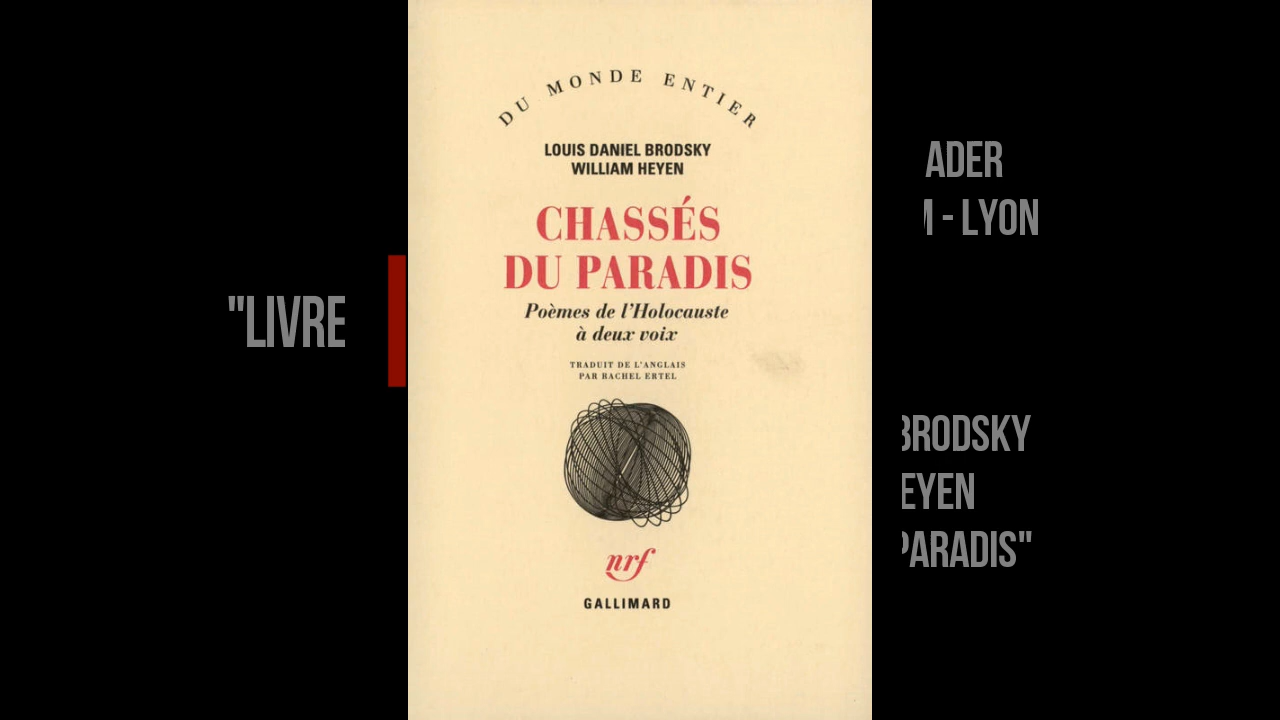 DU MONDE ENTIER
LOUIS DANIEL BRODSKY
WILLIAM HEYEN
CHASSÉS
DU PARADIS
Poèmes de l'Holocauste
à deux voix
TRADUIT DE L'ANGLAIS
PAR RACHEL ERTEL
nrf
GALLIMARD
"LIVRE
ADER
- LYON
BRODSKY
EYEN
PARADIS"